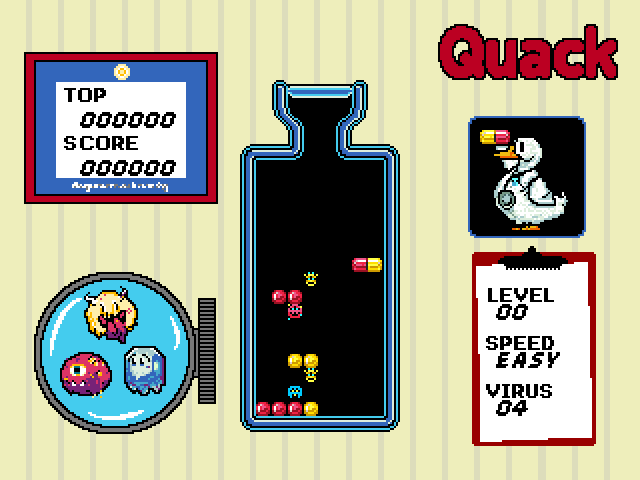 Quack
TOP
000000
SCORE
000000
LEVEL
00
SPEED
EASY
VIRUS
04